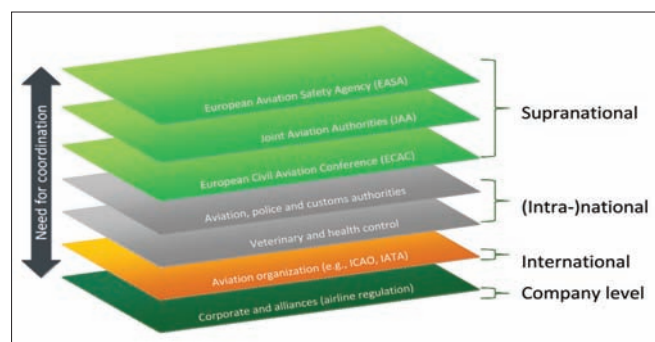 Need for coordination
European Aviation Safety Agency (EASA)
Joint Aviation Authorities (JAA)
European Civil Aviation Conference (ECAC)
Supranational
Aviation, police and customs authorities
Veterinary and health control
(Intra-)national
Aviation organization (e.g., ICAO, IATA)
International
Corporate and alliances (airline regulation)
Company level